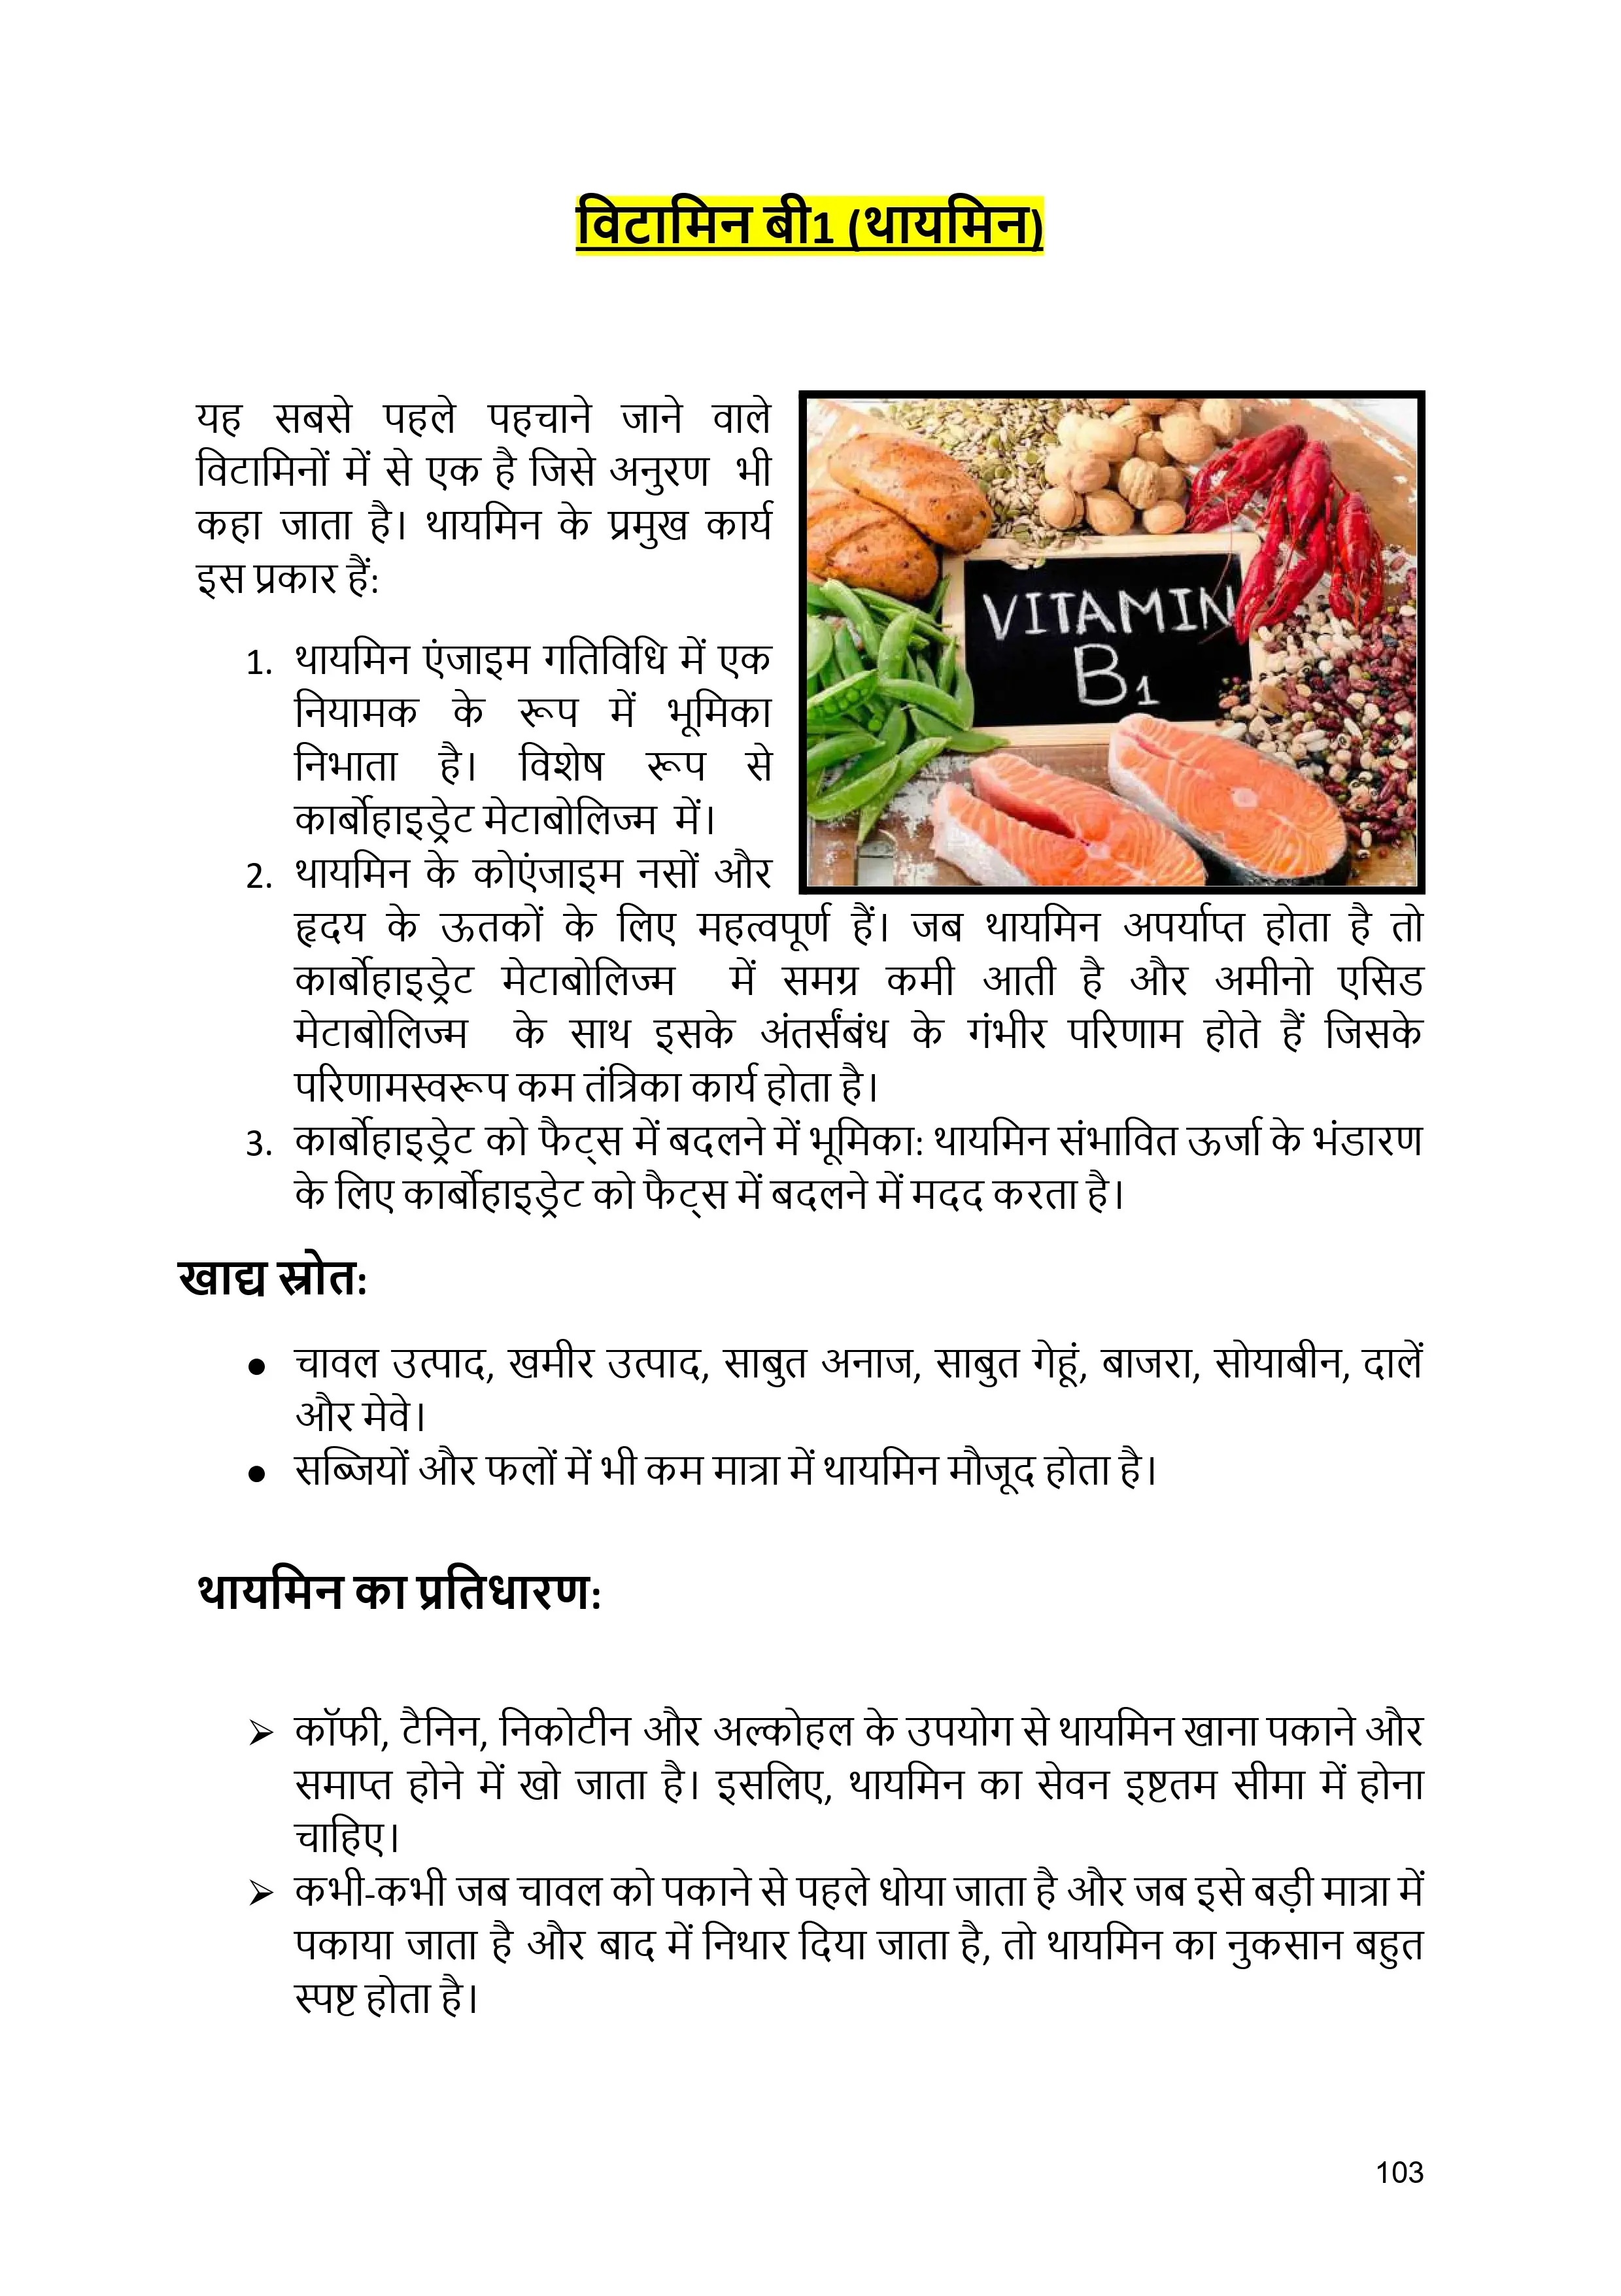 विटामिन बी1 (थायमिन)
यह सबसे पहले पहचाने जाने वाले
विटामिनों में से एक है जिसे अनुरण भी
कहा जाता है। थायमिन के प्रमुख कार्य
इस प्रकार हैं:
1. थायमिन एंजाइम गतिविधि में एक
नियामक के रूप में भूमिका
निभाता है। विशेष रूप से
कार्बोहाइड्रेट मेटाबोलिज्म में।
2. थायमिन के कोएंजाइम नसों और
हृदय के ऊतकों के लिए महत्वपूर्ण हैं। जब थायमिन अपर्याप्त होता है तो
कार्बोहाइड्रेट मेटाबोलिज्म में समग्र कमी आती है और अमीनो एसिड
मेटाबोलिज्म के साथ इसके अंतर्संबंध के गंभीर परिणाम होते हैं जिसके
परिणामस्वरूप कम तंत्रिका कार्य होता है।
3. कार्बोहाइड्रेट को फैट्स में बदलने में भूमिका: थायमिन संभावित ऊर्जा के भंडारण
के लिए कार्बोहाइड्रेट को फैट्स में बदलने में मदद करता है।
VITAMIN
B1
खाद्य स्रोत:
● चावल उत्पाद, खमीर उत्पाद, साबुत अनाज, साबुत गेहूं, बाजरा, सोयाबीन, दालें
और मेवे।
● सब्जियों और फलों में भी कम मात्रा में थायमिन मौजूद होता है।
थायमिन का प्रतिधारण:
➢ कॉफी, टैनिन, निकोटीन और अल्कोहल के उपयोग से थायमिन खाना पकाने और
समाप्त होने में खो जाता है। इसलिए, थायमिन का सेवन इष्टतम सीमा में होना
चाहिए।
➢ कभी-कभी जब चावल को पकाने से पहले धोया जाता है और जब इसे बड़ी मात्रा में
पकाया जाता है और बाद में निथार दिया जाता है, तो थायमिन का नुकसान बहुत
स्पष्ट होता है।
103